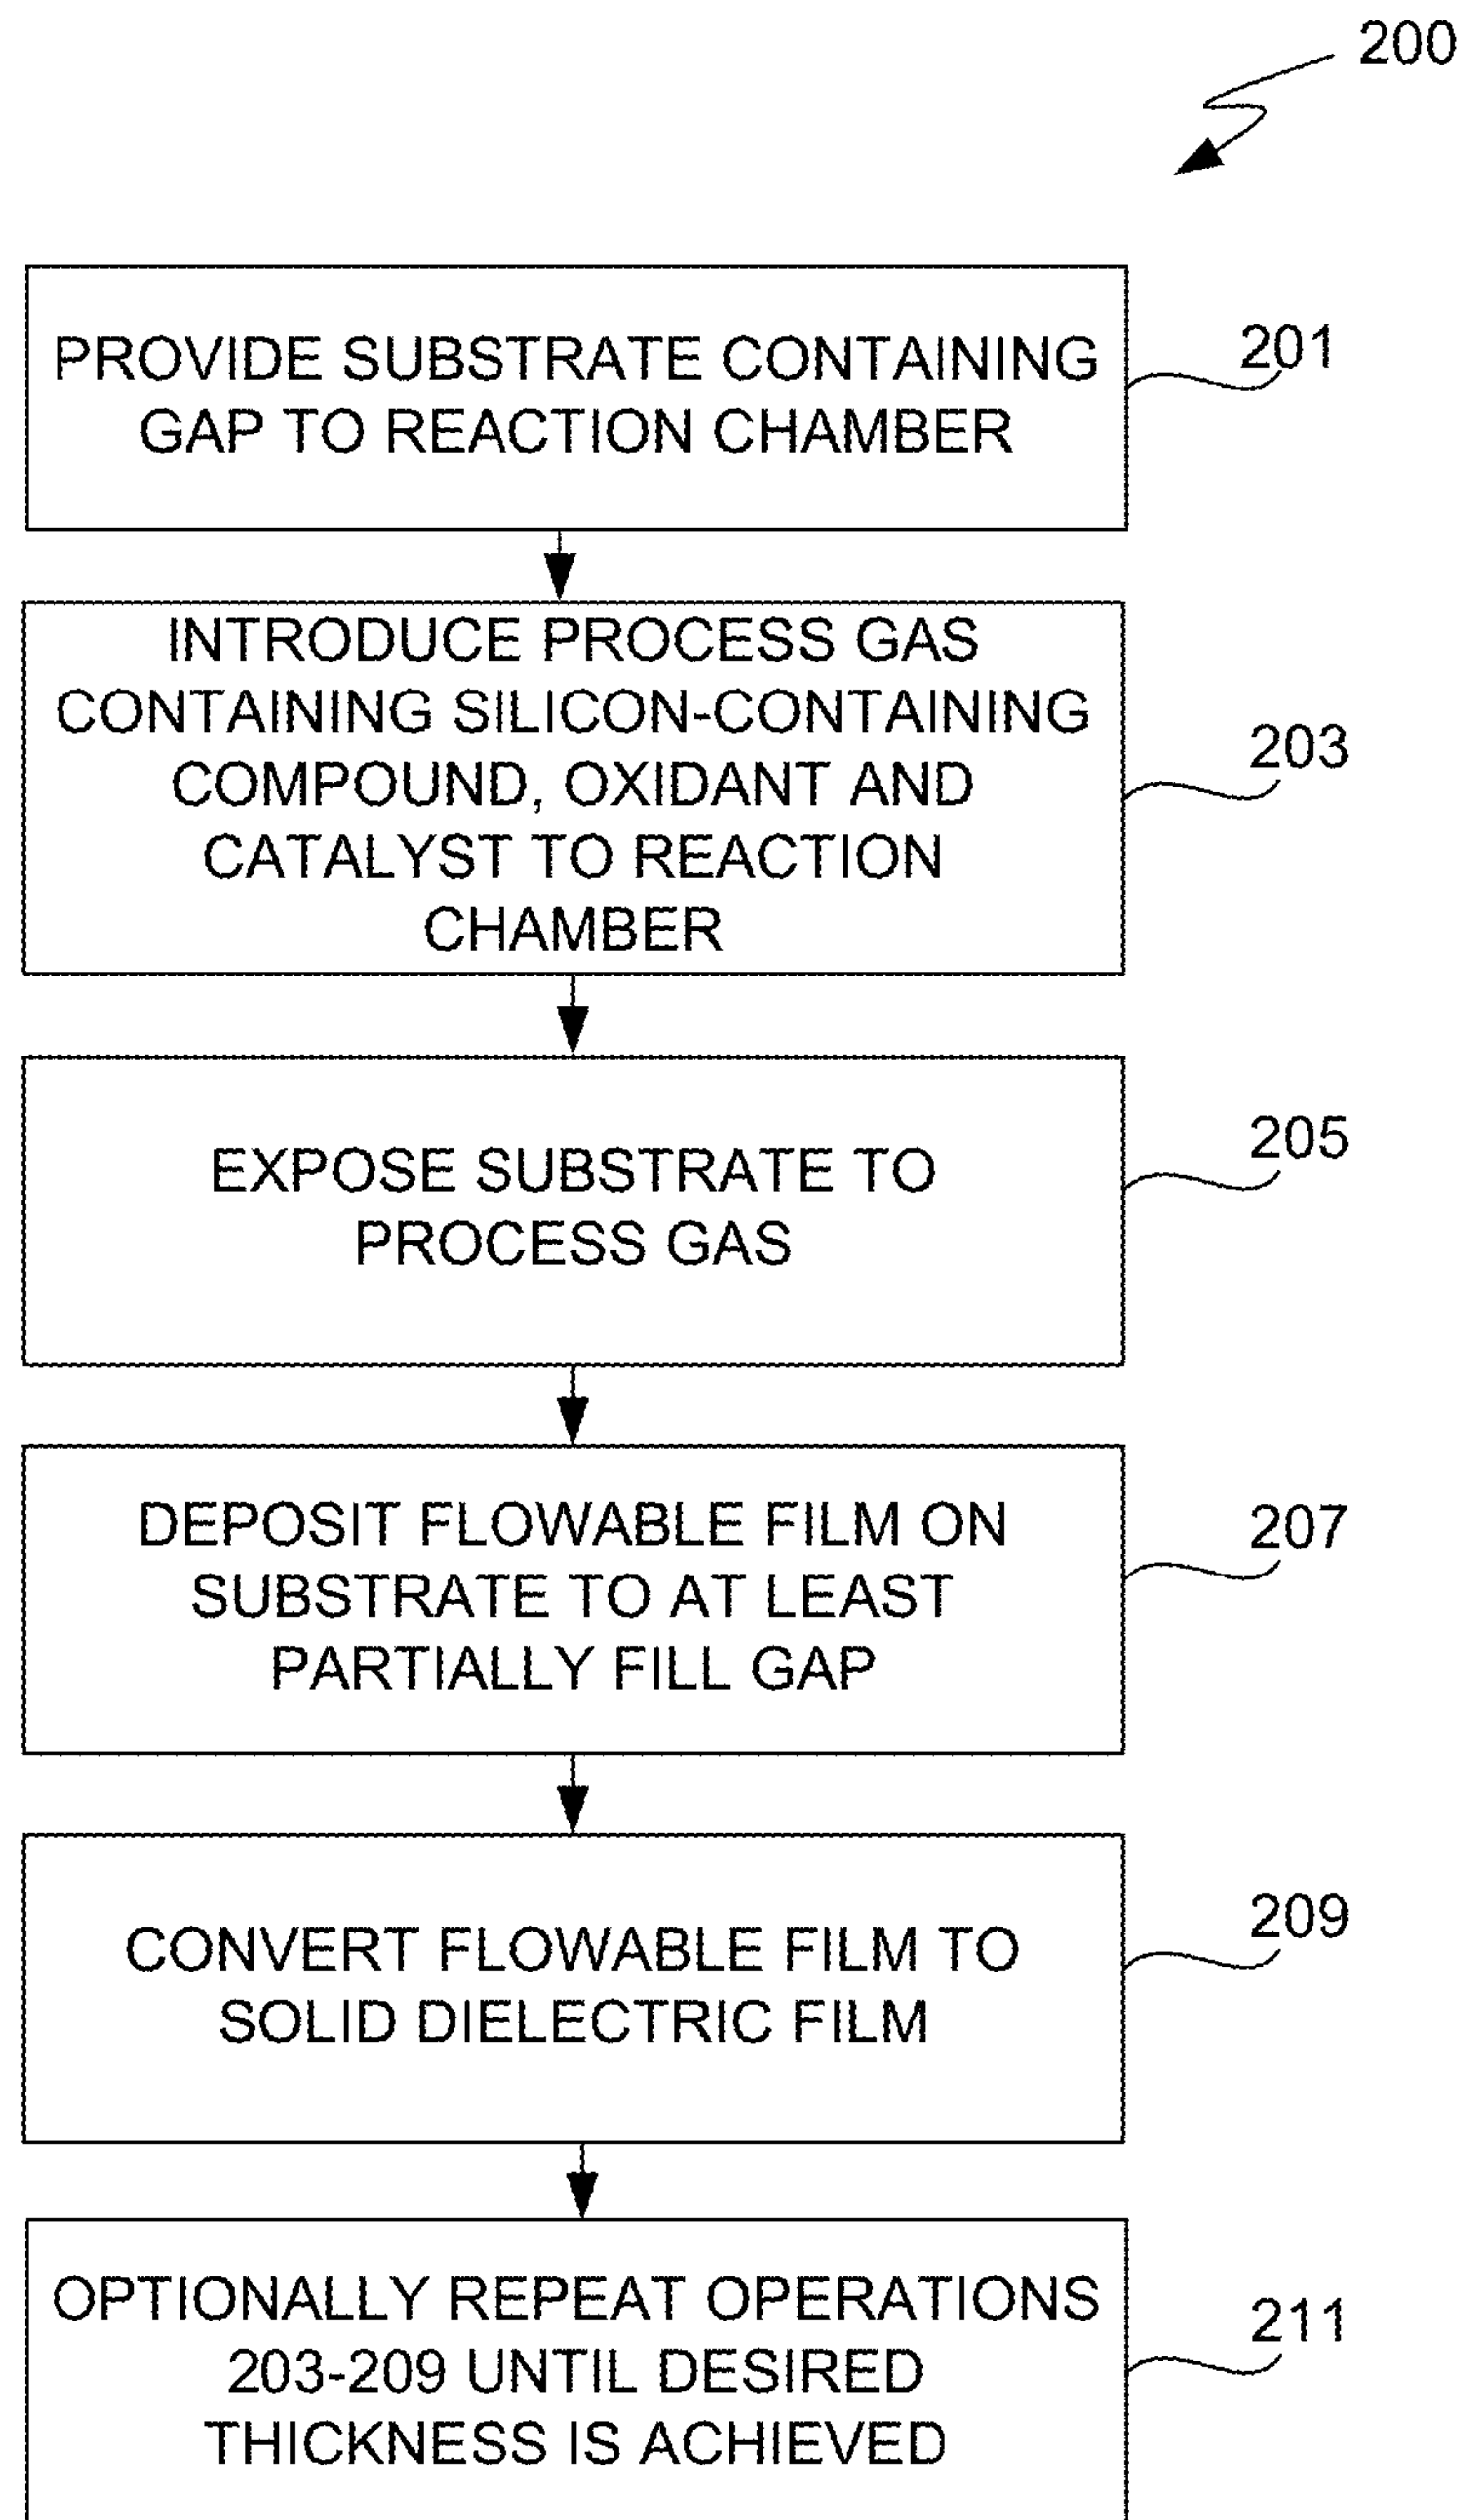 200
PROVIDE SUBSTRATE CONTAINING
GAP TO REACTION CHAMBER
201
INTRODUCE PROCESS GAS
CONTAINING SILICON-CONTAINING
COMPOUND, OXIDANT AND
CATALYST TO REACTION
CHAMBER
203
EXPOSE SUBSTRATE TO
PROCESS GAS
205
DEPOSIT FLOWABLE FILM ON
SUBSTRATE TO AT LEAST
PARTIALLY FILL GAP
207
CONVERT FLOWABLE FILM TO
SOLID DIELECTRIC FILM
209
OPTIONALLY REPEAT OPERATIONS
203-209 UNTIL DESIRED
THICKNESS IS ACHIEVED
211